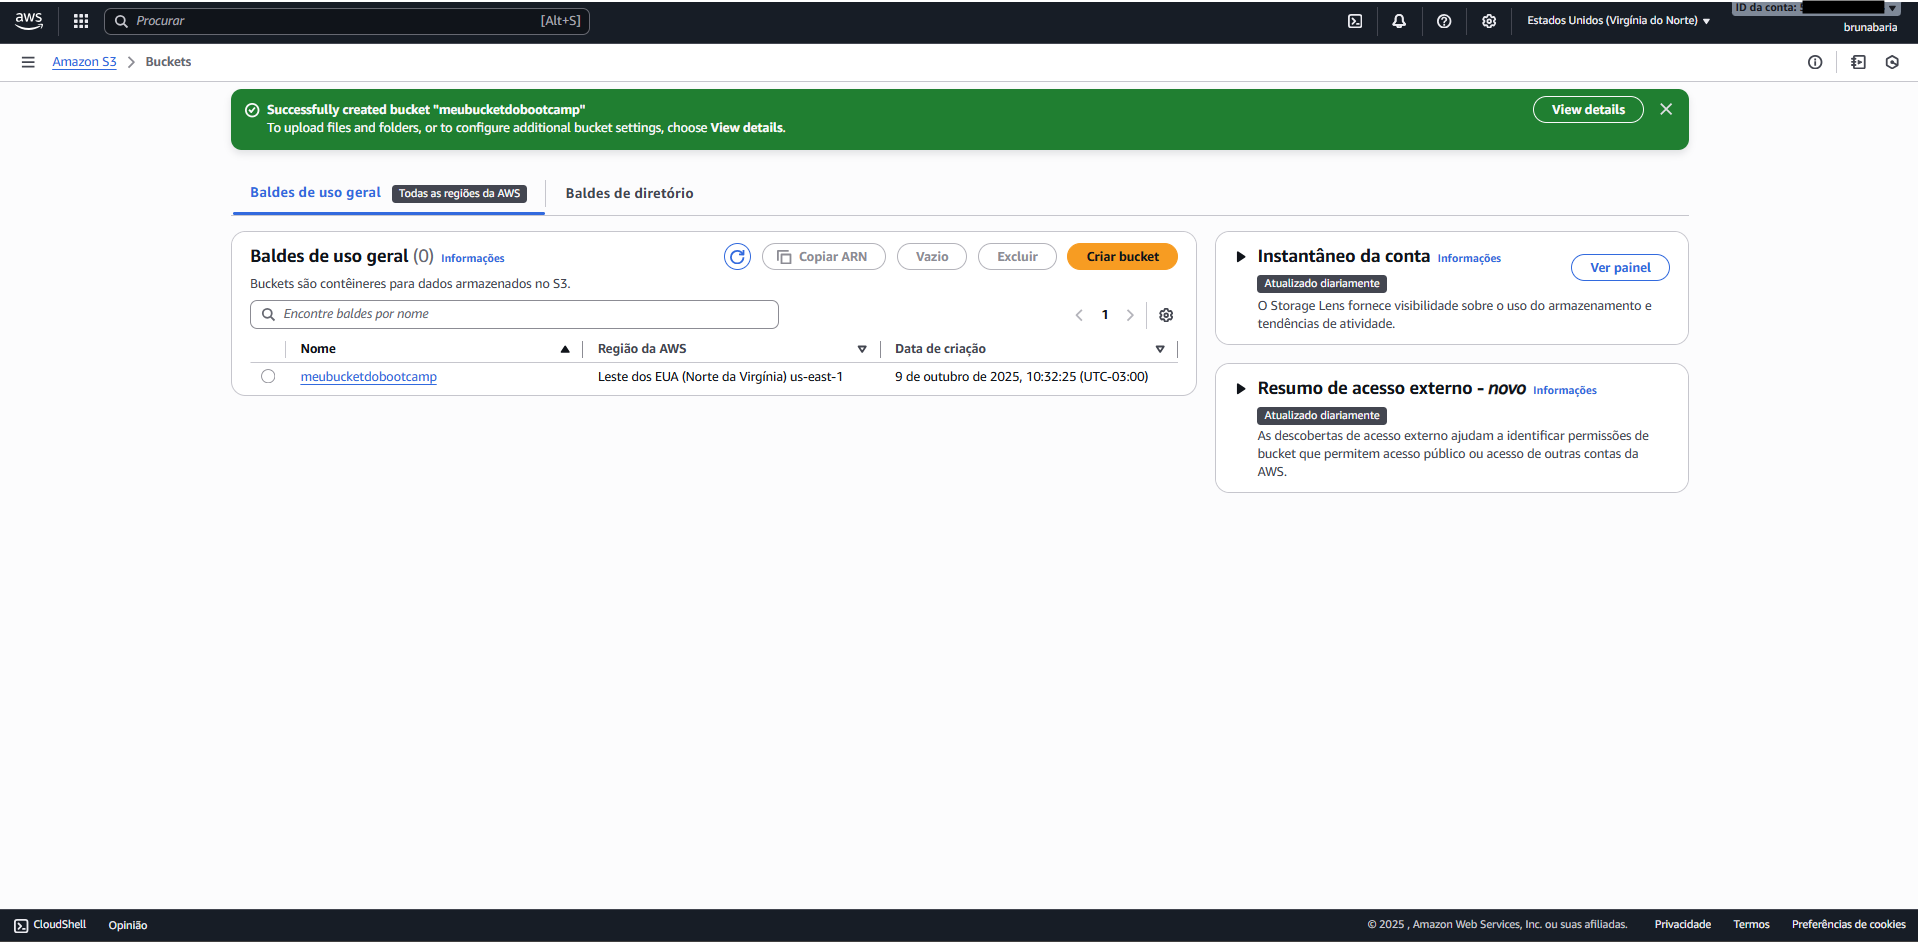 aws
Procurar
[Alt+S]
Estados Unidos (Virgínia do Norte)
ID da conta:
brunabaria
Amazon S3
Buckets
Successfully created bucket "meubucketdobootcamp"
To upload files and folders, or to configure additional bucket settings, choose View details.
View details
Baldes de uso geral
Todas as regiões da AWS
Baldes de diretório
Baldes de uso geral (0) Informações
Copiar ARN
Vazio
Excluir
Criar bucket
Buckets são contêineres para dados armazenados no S3.
Encontre baldes por nome
1
Nome
Região da AWS
Data de criação
meubucketdobootcamp
Leste dos EUA (Norte da Virgínia) us-east-1
9 de outubro de 2025, 10:32:25 (UTC-03:00)
Instantâneo da conta Informações
Ver painel
Atualizado diariamente
O Storage Lens fornece visibilidade sobre o uso do armazenamento e
tendências de atividade.
Resumo de acesso externo - novo Informações
Atualizado diariamente
As descobertas de acesso externo ajudam a identificar permissões de
bucket que permitem acesso público ou acesso de outras contas da
AWS.
CloudShell
Opinião
© 2025 , Amazon Web Services, Inc. ou suas afiliadas.
Privacidade
Termos
Preferências de cookies